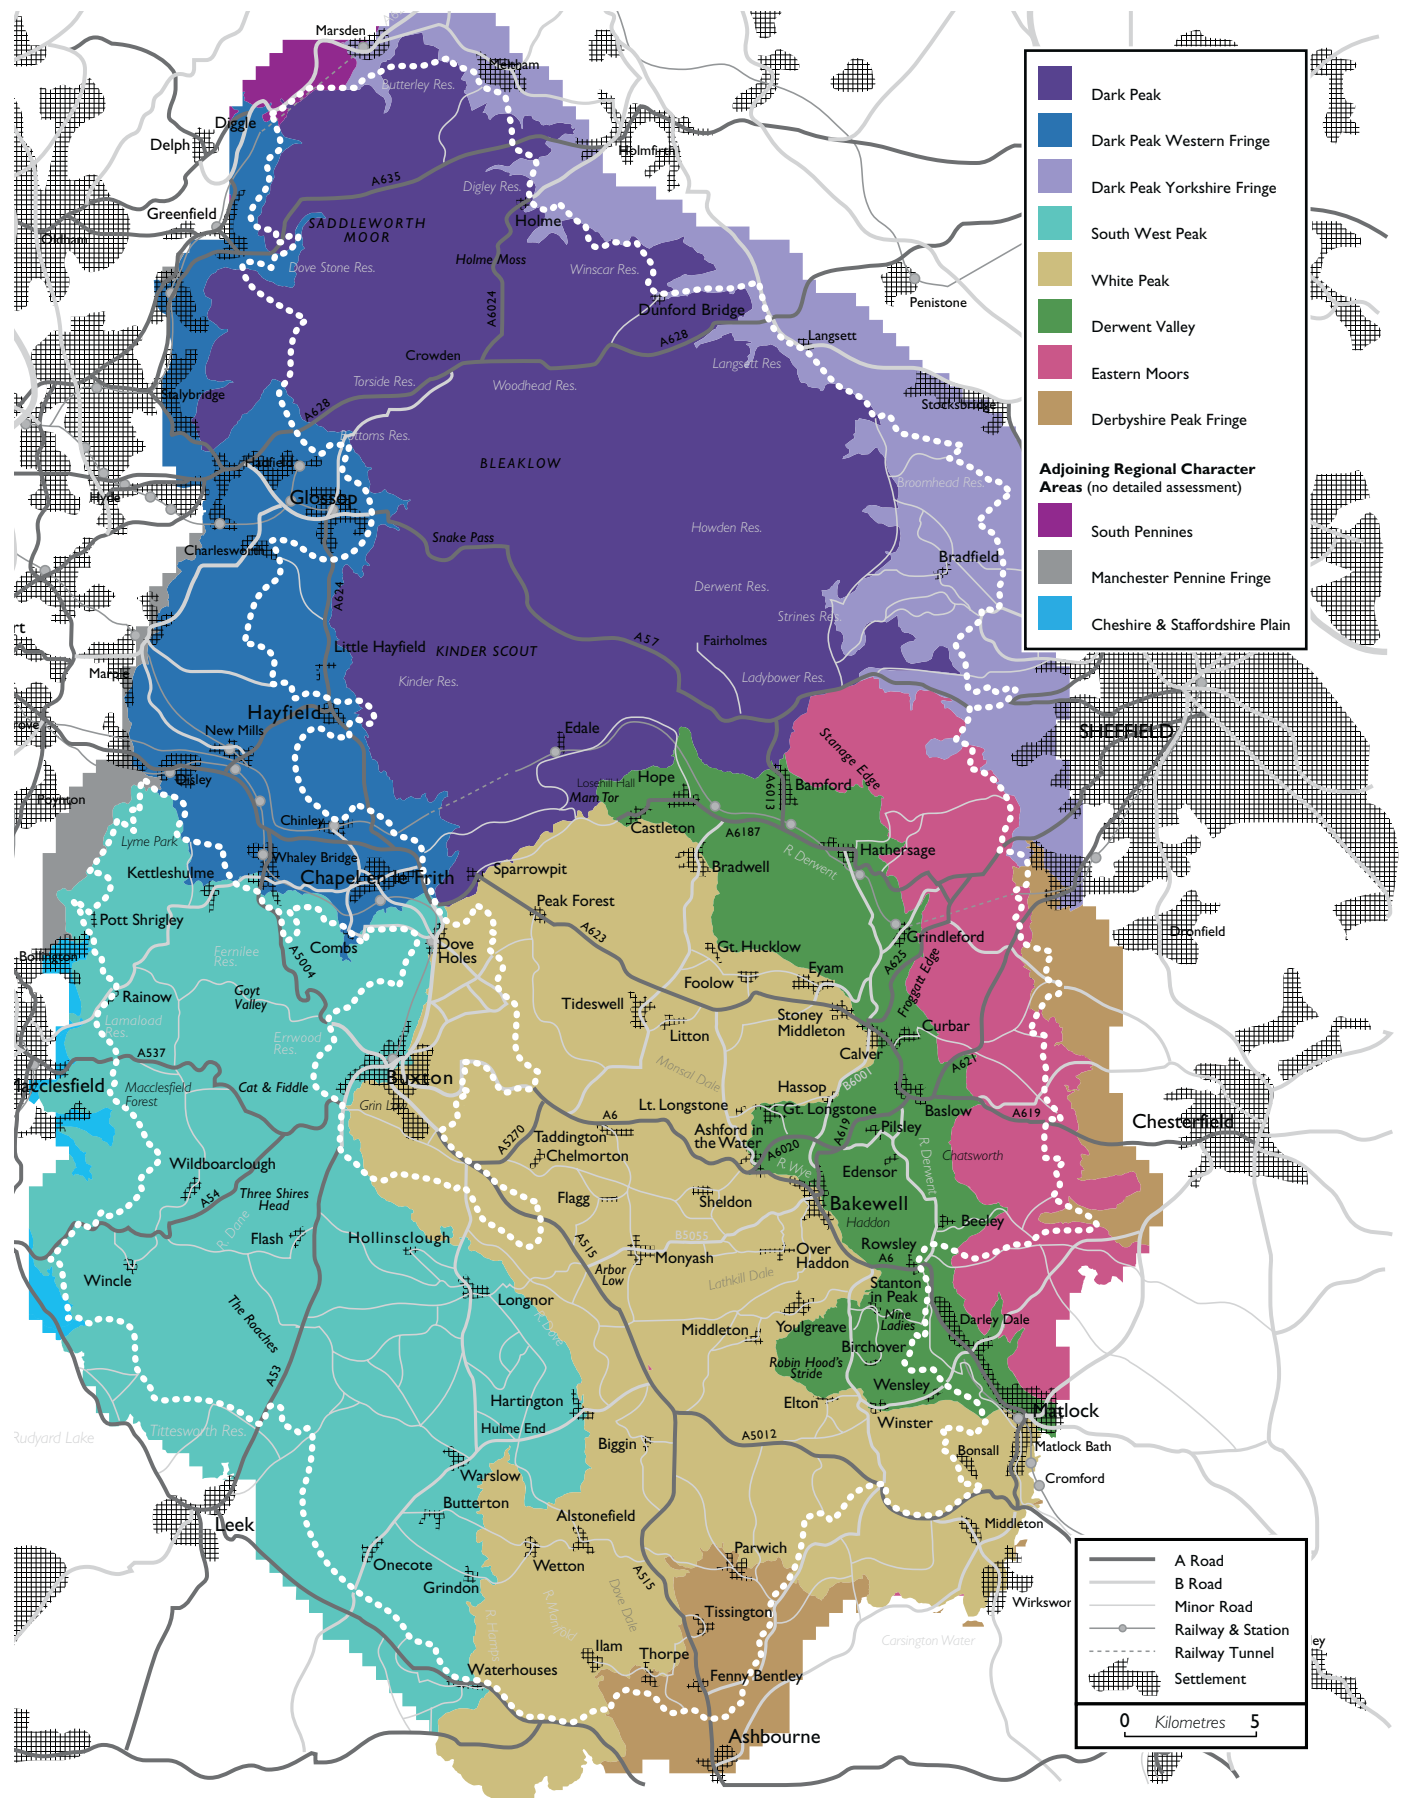 Marsden
Meltham
Butterley Res.
Diggle
Delph
Holmfirth
A635
Digley Res.
Greenfield
SADDLEWORTH
MOOR
Holme
Oldham
Holme Moss
Dove Stone Res.
Winscar Res.
Penistone
A6024
Dunford Bridge
A628
Langsett
Crowden
Langsett Res
Torside Res.
Woodhead Res.
Stalybridge
A628
Stocksbridge
Bottoms Res.
Hadfield
BLEAKLOW
Broomhead Res.
Hyde
Glossop
Howden Res.
Snake Pass
Charlesworth
Bradfield
A624
Derwent Res.
Strines Res.
rt
A57
Fairholmes
Little Hayfield
KINDER SCOUT
Marple
Kinder Res.
Ladybower Res.
Hayfield
rove
New Mills
Edale
SHEFFIELD
Stanage Edge
Disley
Losehill Hall
Hope
A6013
Bamford
Poynton
Mam Tor
Chinley
Castleton
A6187
Lyme Park
R. Derwent
Hathersage
Whaley Bridge
Kettleshulme
Chapel en le Frith
Sparrowpit
Bradwell
Peak Forest
Pott Shrigley
A623
Dronfield
Grindleford
Combs
Dove
Holes
Gt. Hucklow
Bollington
Fernilee
Res.
A5004
A625
Froggatt Edge
Eyam
Foolow
Rainow
Goyt
Valley
Tideswell
Stoney
Middleton
Lamaload
Res.
Litton
Curbar
Errwood
Res.
Calver
A537
A621
Mansal Dale
Macclesfield
Macclesfield
Forest
Cat & Fiddle
Buxton
B6001
Hassop
Grin Low
Lt. Longstone
Gt. Longstone
Baslow
A619
A6
Chesterfield
A5270
Taddington
Ashford in
the Water
A619
Pilsley
Chelmorton
A6020
R. Derwent
Chatsworth
Wildboarclough
R. Wye
Edensor
A54
Three Shires
Head
Flagg
Sheldon
Bakewell
R. Dane
Haddon
Beeley
Flash
Hollinsclough
B5055
A515
Rowsley
Over
Haddon
Monyash
A6
Wincle
Arbor
Low
Lathkill Dale
Stanton
in Peak
Longnor
The Roaches
Nine
Ladies
R. Dove
Darley Dale
Middleton
Youlgreave
Birchover
Robin Hood's
Stride
A53
Wensley
Hartington
Elton
Matlock
Winster
Tittesworth Res.
Hulme End
Rudyard Lake
A5012
Biggin
Matlock Bath
Bonsall
Warslow
Cromford
Butterton
Leek
Alstonefield
Middleton
Parwich
Onecote
Wetton
Grindon
A515
Dove Dale
Wirkswor
R. Manifold
Tissington
R. Hamps
Carsington Water
ley
Ilam
Thorpe
Waterhouses
Fenny Bentley
Ashbourne
Dark Peak
Dark Peak Western Fringe
Dark Peak Yorkshire Fringe
South West Peak
White Peak
Derwent Valley
Eastern Moors
Derbyshire Peak Fringe
Adjoining Regional Character
Areas (no detailed assessment)
South Pennines
Manchester Pennine Fringe
Cheshire & Staffordshire Plain
A Road
B Road
Minor Road
Railway & Station
Railway Tunnel
Settlement
0 Kilometres 5